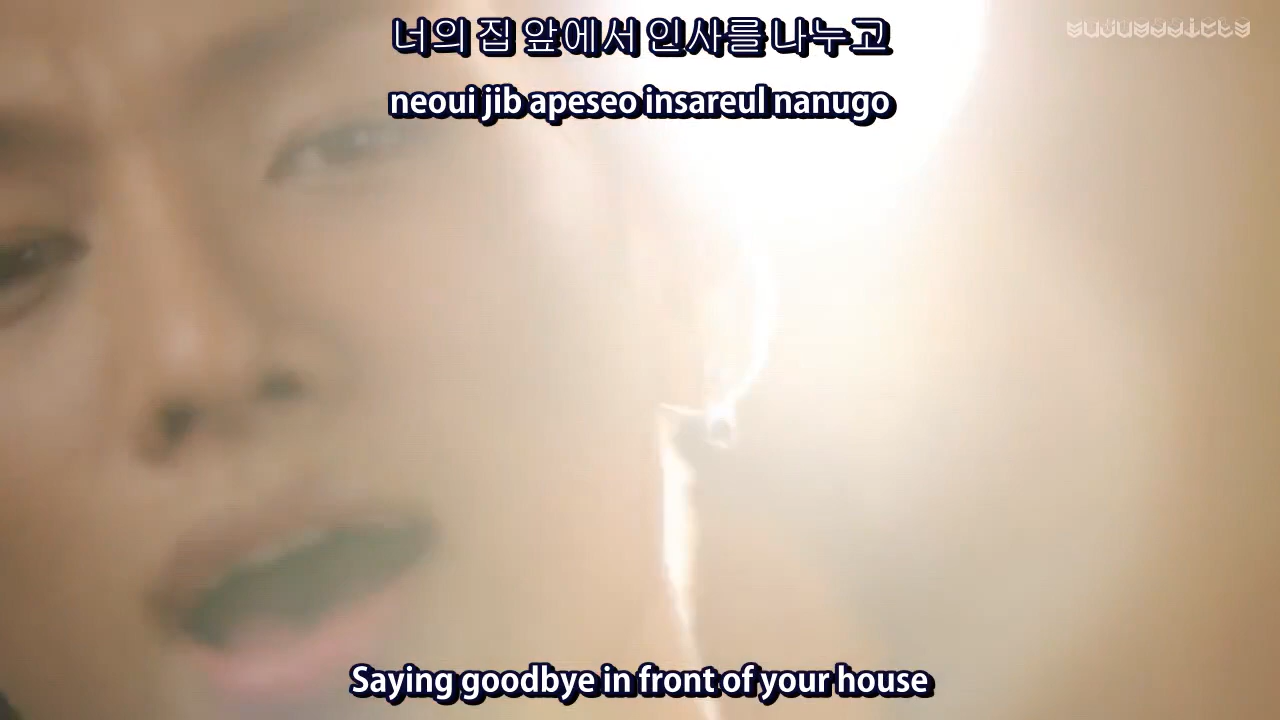 너의 집 앞에서 인사를 나누고
neoui jib apeseo insareul nanugo
Saying goodbye in front of your house